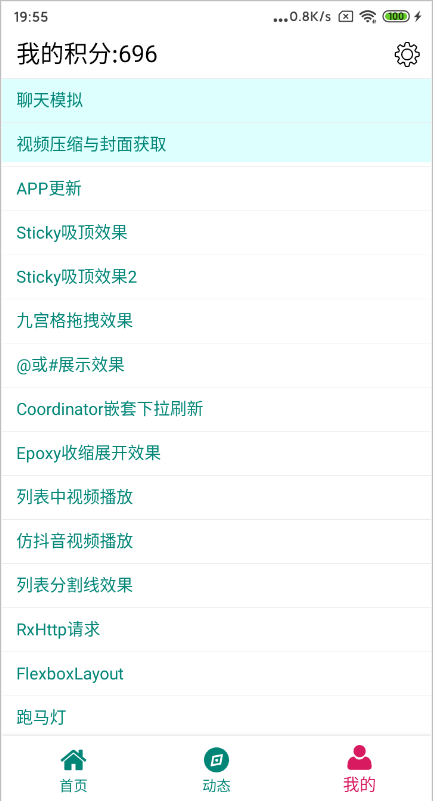 19:55
...0.8K/s
100
我的积分:696
聊天模拟
视频压缩与封面获取
APP更新
Sticky吸顶效果
Sticky吸顶效果2
九宫格拖拽效果
@或#展示效果
Coordinator嵌套下拉刷新
Epoxy收缩展开效果
列表中视频播放
仿抖音视频播放
列表分割线效果
RxHttp请求
FlexboxLayout
跑马灯
首页
动态
我的